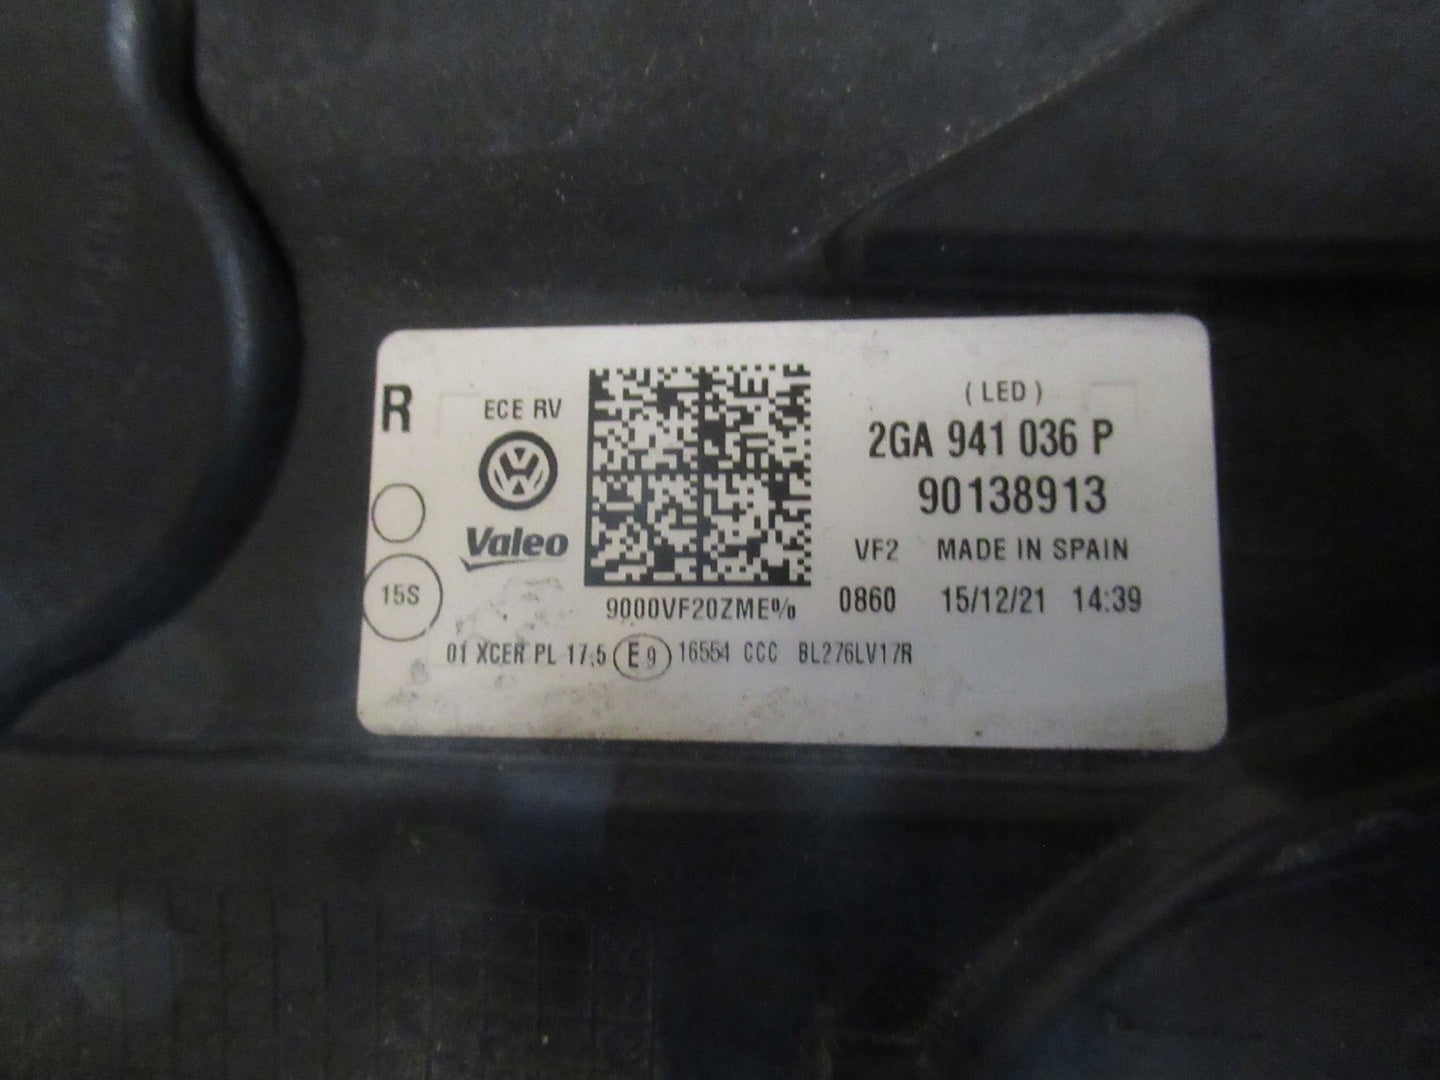 R
ECE RV
( LED )
2GA 941 036 P
90138913
Valeo
VF2 MADE IN SPAIN
15S
9000VF20ZME%
0860 15/12/21 14:39
01 XCER PL 17.5 E9 16554 CCC BL276LV17R